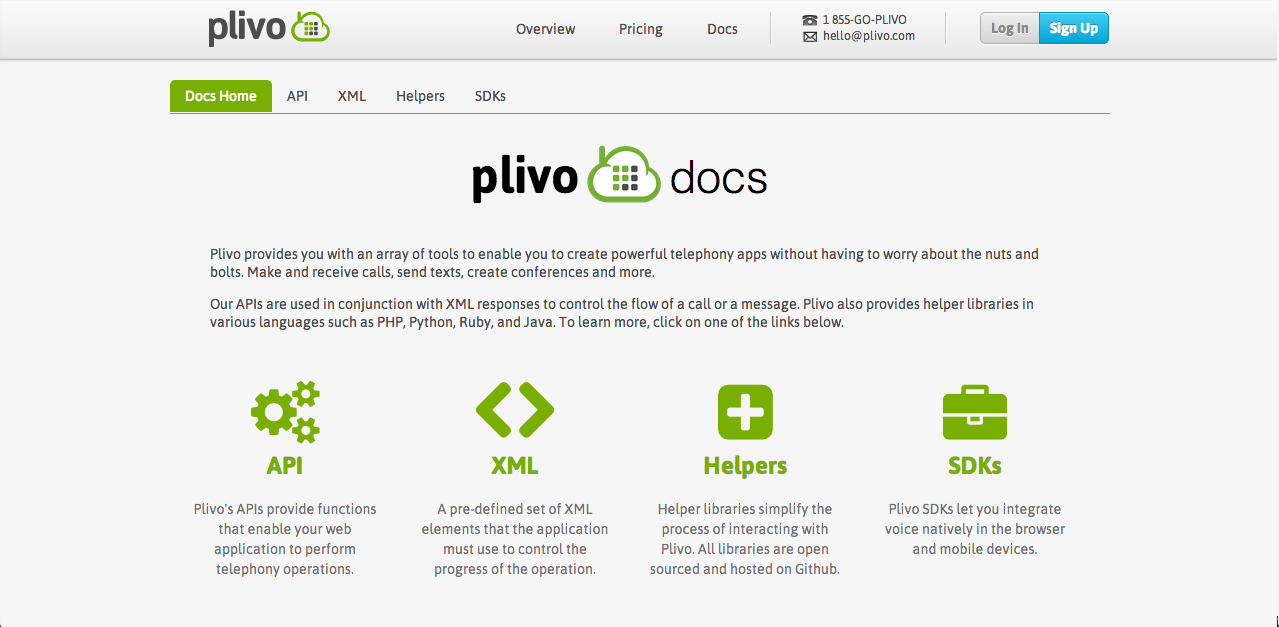 plivo
Overview Pricing Docs
1 855-GO-PLIVO
hello@plivo.com
Log In Sign Up
Docs Home API XML Helpers SDKs
plivo docs
Plivo provides you with an array of tools to enable you to create powerful telephony apps without having to worry about the nuts and
bolts. Make and receive calls, send texts, create conferences and more.
Our APIs are used in conjunction with XML responses to control the flow of a call or a message. Plivo also provides helper libraries in
various languages such as PHP, Python, Ruby, and Java. To learn more, click on one of the links below.
API
Plivo's APIs provide functions
that enable your web
application to perform
telephony operations.
XML
A pre-defined set of XML
elements that the application
must use to control the
progress of the operation.
Helpers
Helper libraries simplify the
process of interacting with
Plivo. All libraries are open
sourced and hosted on Github.
SDKs
Plivo SDKs let you integrate
voice natively in the browser
and mobile devices.